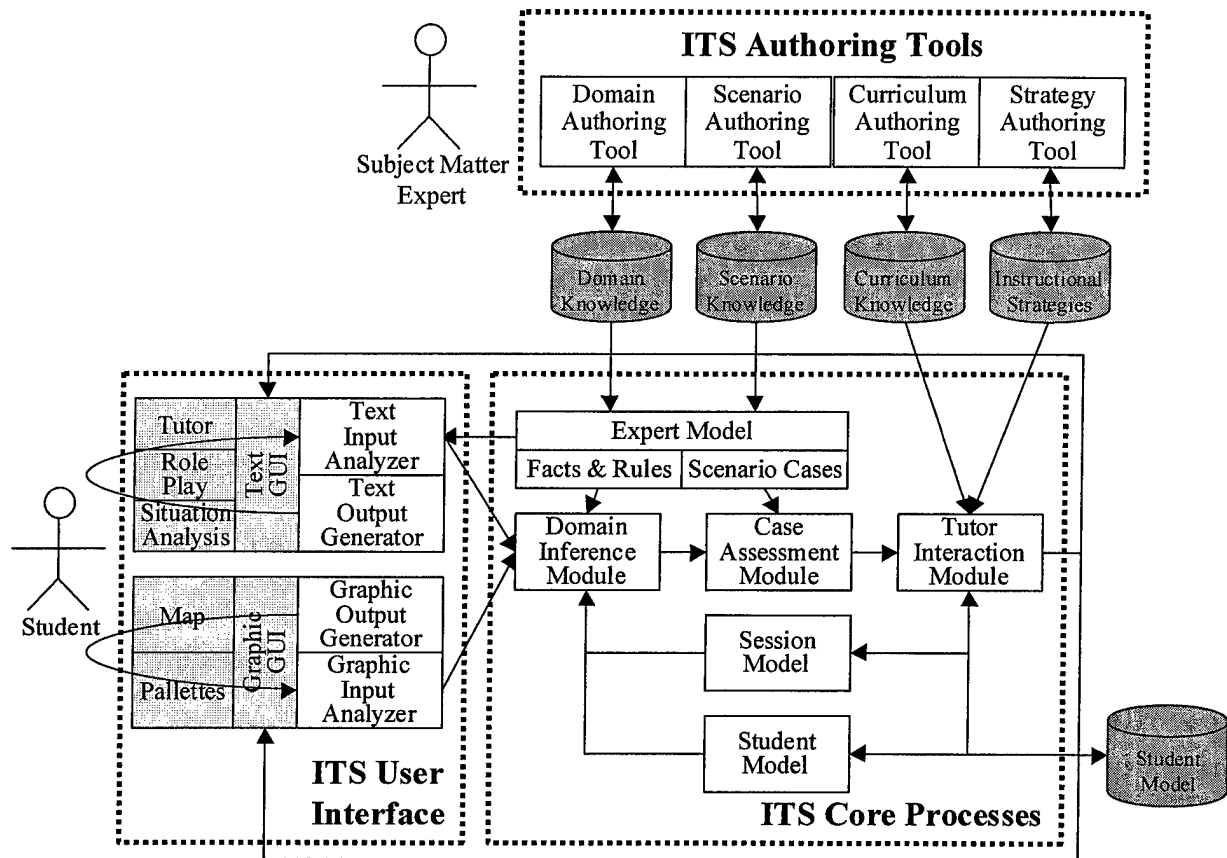 ITS Authoring Tools
Domain
Authoring
Tool
Scenario
Authoring
Tool
Curriculum
Authoring
Tool
Strategy
Authoring
Tool
Subject Matter
Expert
Domain
Knowledge
Scenario
Knowledge
Curriculum
Knowledge
Instructional
Strategies
Tutor
Role
Play
Situation
Analysis
Text
GUI
Text
Input
Analyzer
Text
Output
Generator
Map
Pallettes
Graphic
GUI
Graphic
Output
Generator
Graphic
Input
Analyzer
Student
ITS User
Interface
Expert Model
Facts & Rules
Scenario Cases
Domain
Inference
Module
Case
Assessment
Module
Tutor
Interaction
Module
Session
Model
Student
Model
ITS Core Processes
Student
Model